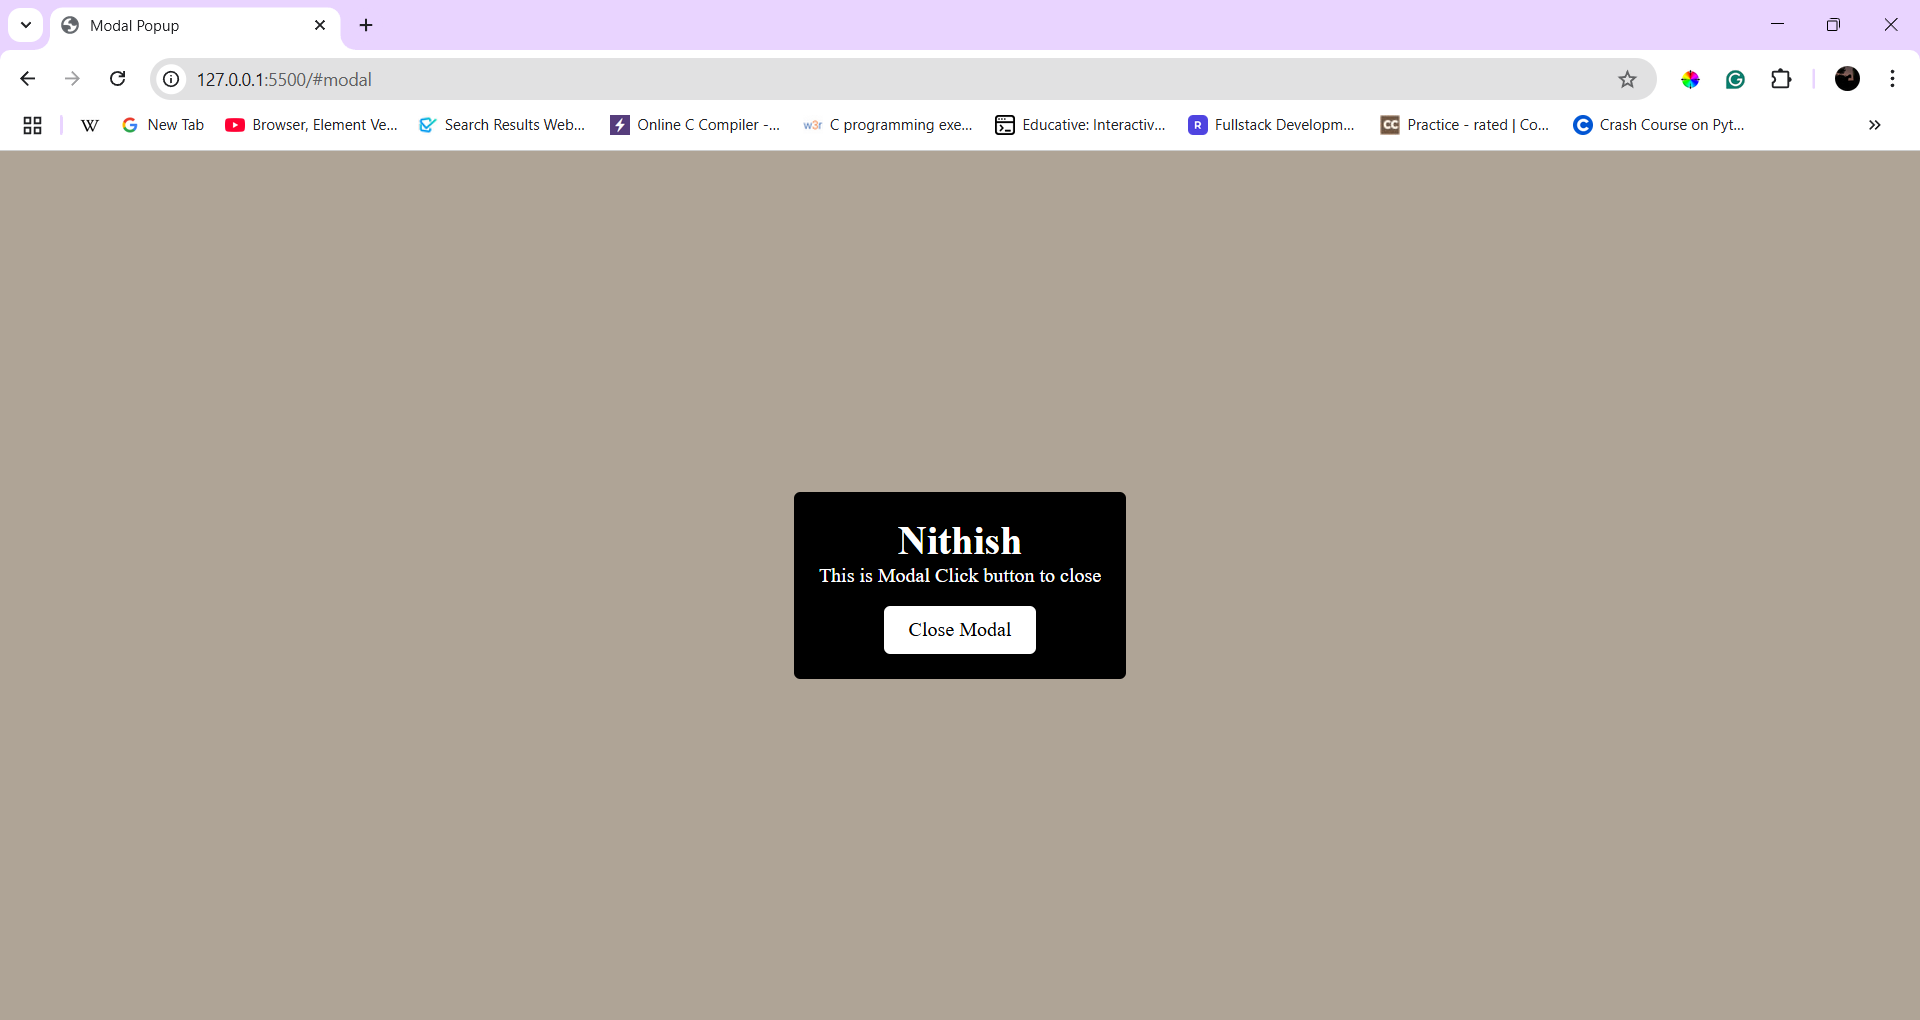 Modal Popup
127.0.0.1:5500/#modal
W New Tab Browser, Element Ve... Search Results Web... Online C Compiler -... w3r C programming exe... Educative: Interactiv... R Fullstack Developm... CC Practice - rated | Co... C Crash Course on Pyt... »
Nithish
This is Modal Click button to close
Close Modal